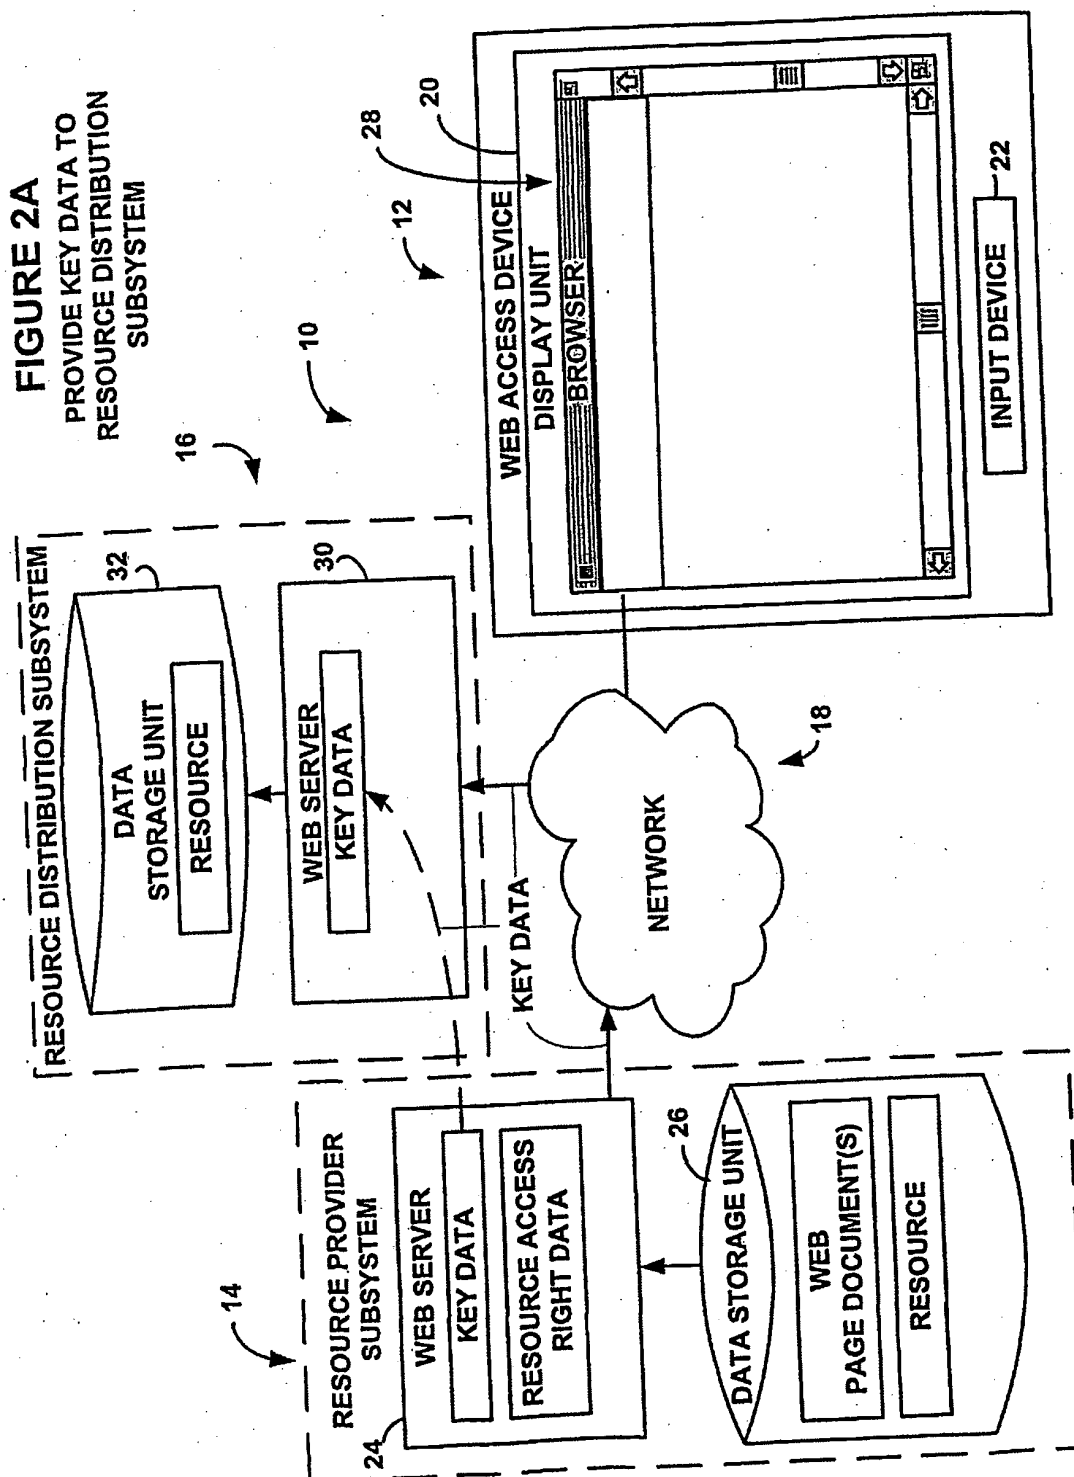 FIGURE 2A
PROVIDE KEY DATA TO
RESOURCE DISTRIBUTION
SUBSYSTEM
RESOURCE DISTRIBUTION SUBSYSTEM
16
DATA
STORAGE UNIT
RESOURCE
32
WEB SERVER
KEY DATA
30
10
12
14
RESOURCE PROVIDER
SUBSYSTEM
24
WEB SERVER
KEY DATA
RESOURCE ACCESS
RIGHT DATA
26
DATA STORAGE UNIT
WEB
PAGE DOCUMENT(S)
RESOURCE
KEY DATA
NETWORK
18
WEB ACCESS DEVICE
20
DISPLAY UNIT
28
BROWSER
INPUT DEVICE
22